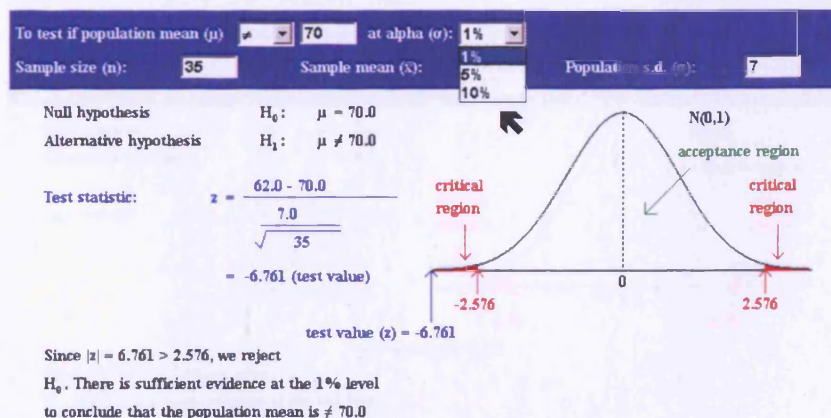 To test if population mean (μ) ≠ 70 at alpha (σ): 1%
1%
5%
10%
Sample size (n): 35 Sample mean (x̄): Population s.d. (σ): 7
Null hypothesis H₀: μ = 70.0
Alternative hypothesis H₁: μ ≠ 70.0
N(0,1)
acceptance region
critical
region
critical
region
Test statistic: z = 62.0 - 70.0
7.0
√35
= -6.761 (test value)
0
-2.576
2.576
test value (z) = -6.761
Since |z| = 6.761 > 2.576, we reject
H₀. There is sufficient evidence at the 1% level
to conclude that the population mean is ≠ 70.0